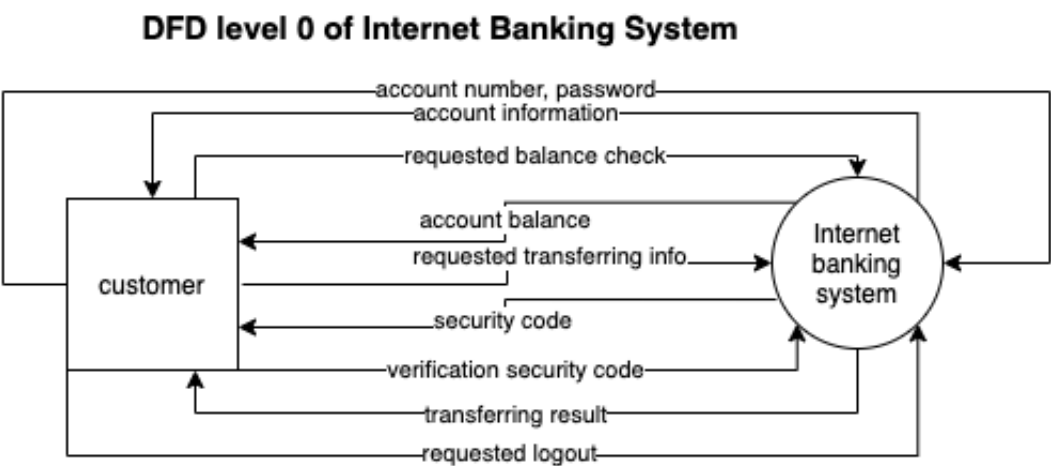 DFD level 0 of Internet Banking System
account number, password
account information
requested balance check
account balance
requested transferring info
customer
Internet
banking
system
security code
verification security code
transferring result
requested logout